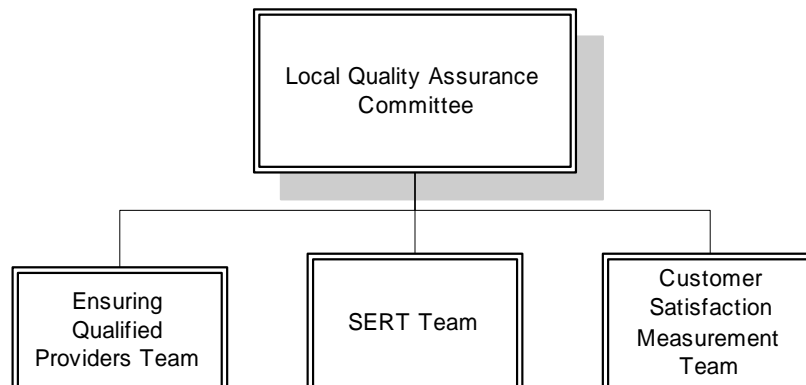 Local Quality Assurance
Committee
Ensuring
Qualified
Providers Team
SERT Team
Customer
Satisfaction
Measurement
Team